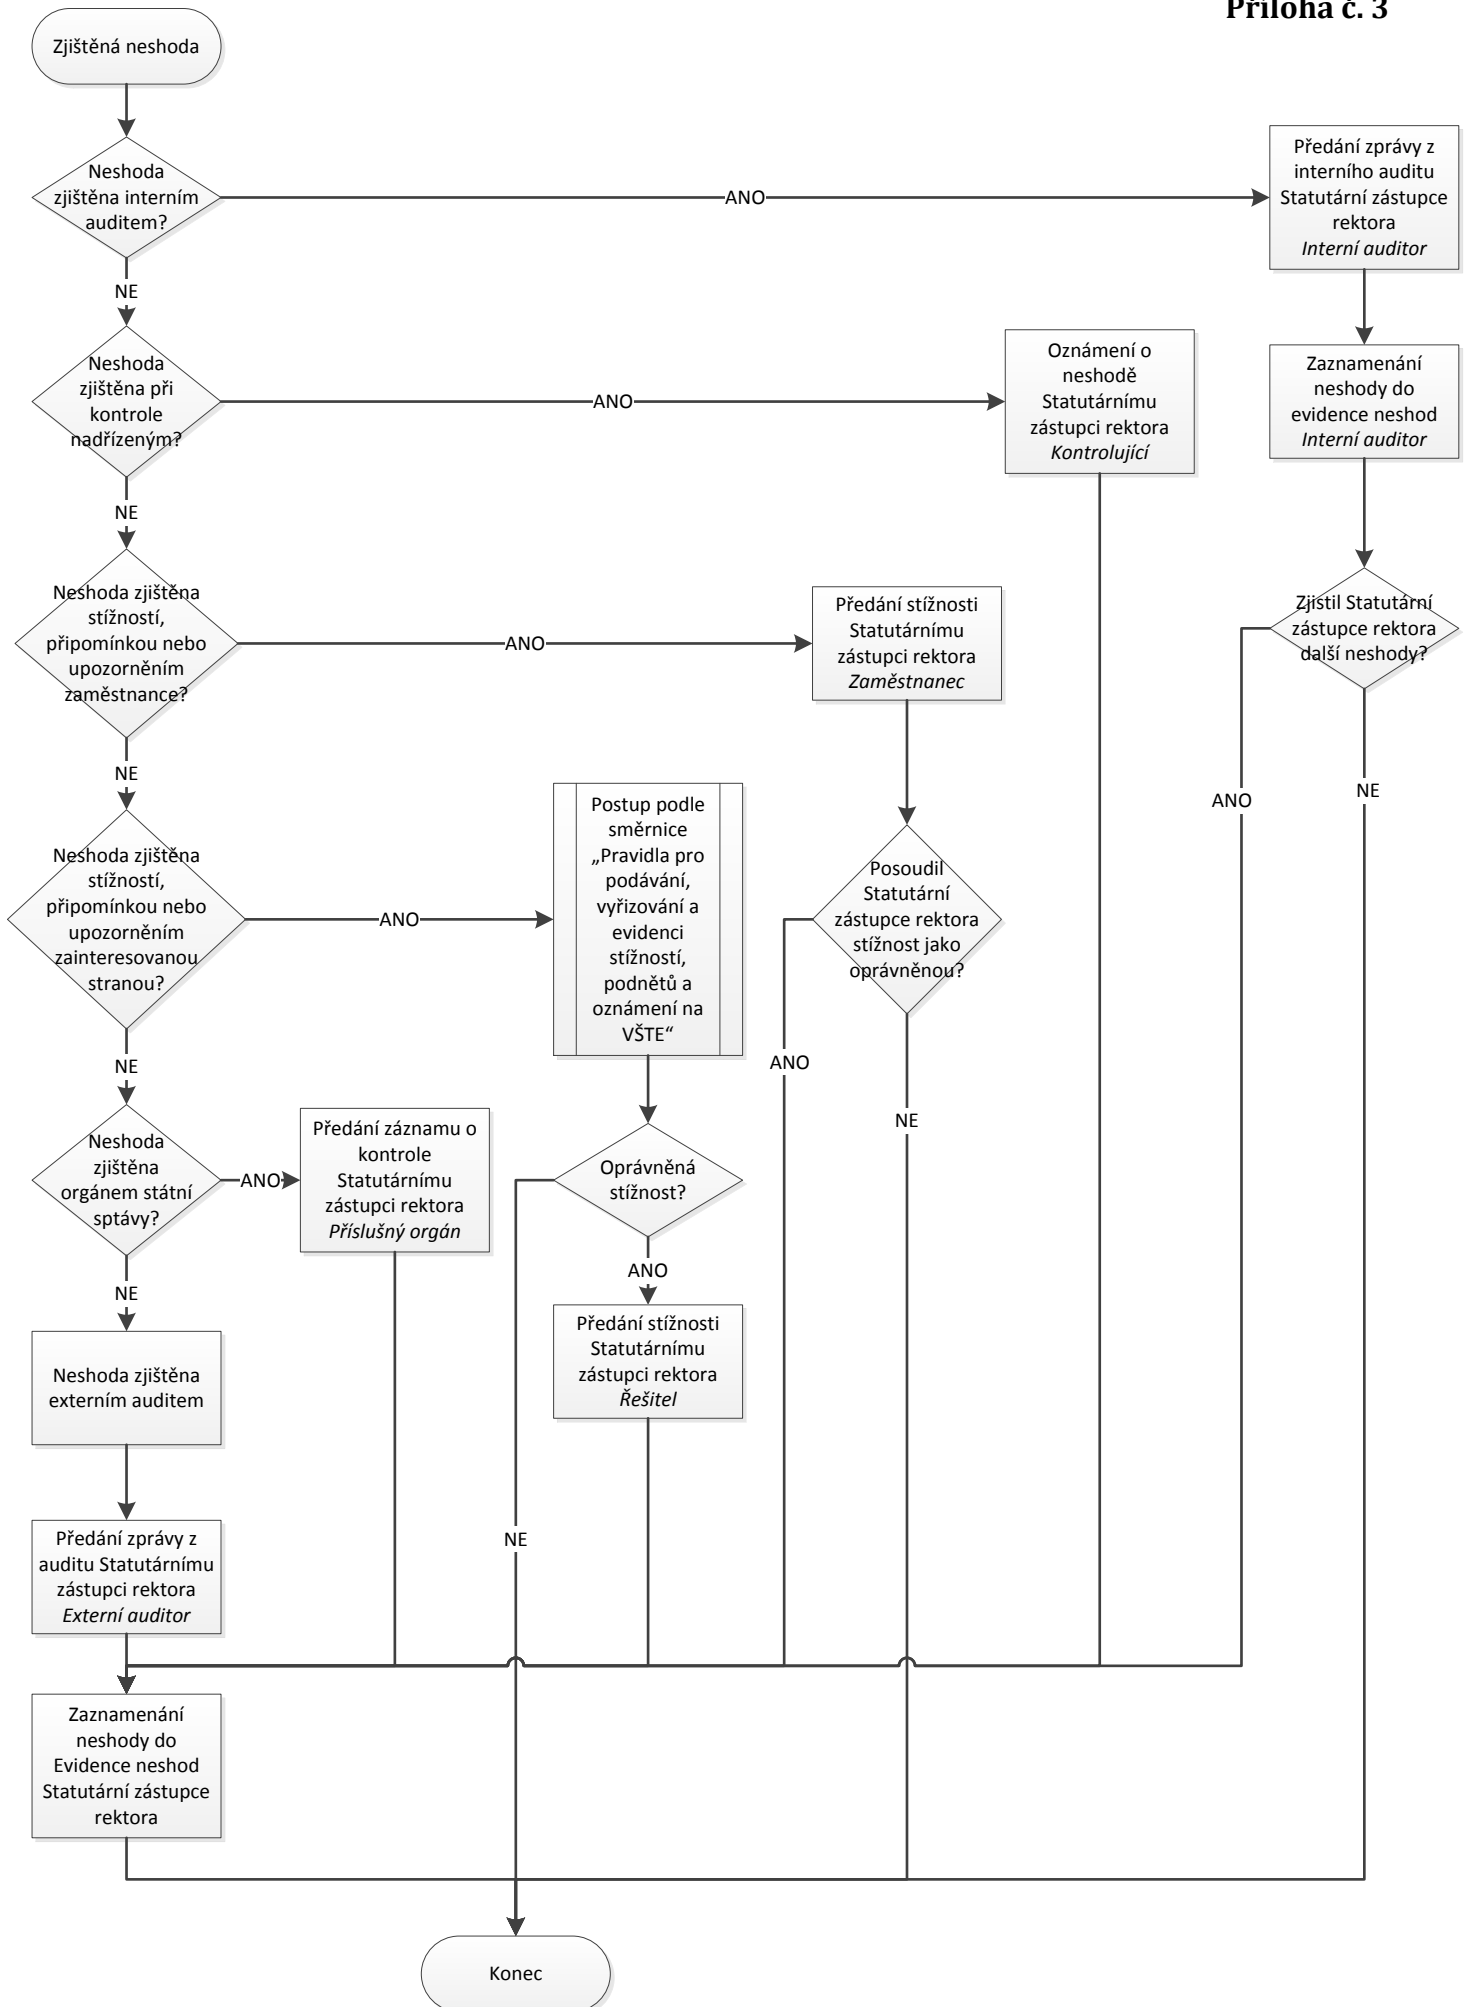 Příloha č. 3
Zjištěná neshoda
Neshoda
zjištěna interním
auditem?
ANO
Předání zprávy z
interního auditu
Statutární zástupce
rektora
Interní auditor
NE
Neshoda
zjištěna při
kontrole
nadřízeným?
ANO
Oznámení o
neshodě
Statutárnímu
zástupci rektora
Kontrolující
Zaznamenání
neshody do
evidence neshod
Interní auditor
NE
Neshoda zjištěna
stížností,
připomínkou nebo
upozorněním
zaměstnance?
ANO
Předání stížnosti
Statutárnímu
zástupci rektora
Zaměstnanec
Zjistil Statutární
zástupce rektora
další neshody?
NE
ANO
NE
Neshoda zjištěna
stížností,
připomínkou nebo
upozorněním
zainteresovanou
stranou?
ANO
Postup podle
směrnice
„Pravidla pro
podávání,
vyřizování a
evidenci
stížností,
podnětů a
oznámení na
VŠTE“
Posoudil
Statutární
zástupce rektora
stížnost jako
oprávněnou?
ANO
NE
NE
Neshoda
zjištěna
orgánem státní
sptávy?
ANO
Předání záznamu o
kontrole
Statutárnímu
zástupci rektora
Příslušný orgán
Oprávněná
stížnost?
ANO
NE
Předání stížnosti
Statutárnímu
zástupci rektora
Řešitel
NE
Neshoda zjištěna
externím auditem
Předání zprávy z
auditu Statutárnímu
zástupci rektora
Externí auditor
Zaznamenání
neshody do
Evidence neshod
Statutární zástupce
rektora
Konec